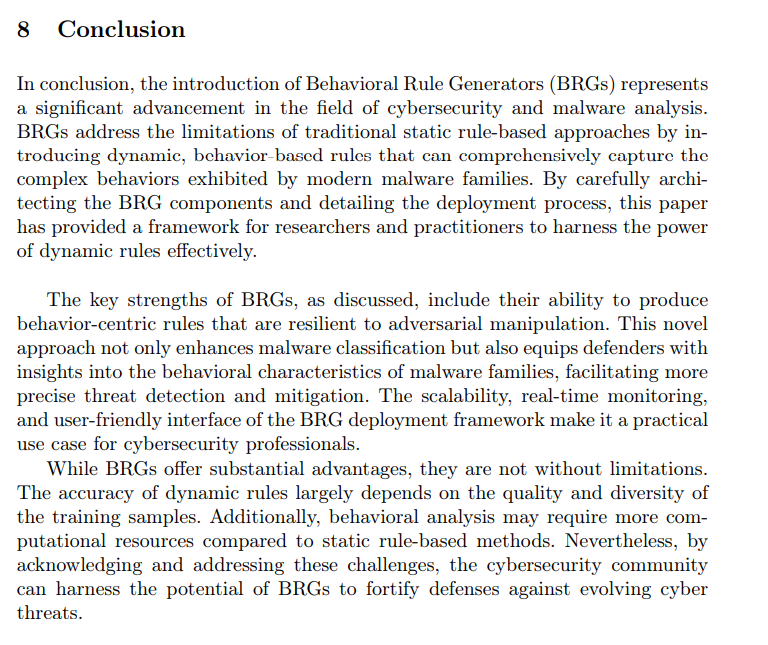 8 Conclusion
In conclusion, the introduction of Behavioral Rule Generators (BRGs) represents
a significant advancement in the field of cybersecurity and malware analysis.
BRGs address the limitations of traditional static rule-based approaches by in-
troducing dynamic, behavior-based rules that can comprehensively capture the
complex behaviors exhibited by modern malware families. By carefully archi-
tecting the BRG components and detailing the deployment process, this paper
has provided a framework for researchers and practitioners to harness the power
of dynamic rules effectively.
The key strengths of BRGs, as discussed, include their ability to produce
behavior-centric rules that are resilient to adversarial manipulation. This novel
approach not only enhances malware classification but also equips defenders with
insights into the behavioral characteristics of malware families, facilitating more
precise threat detection and mitigation. The scalability, real-time monitoring,
and user-friendly interface of the BRG deployment framework make it a practical
use case for cybersecurity professionals.
While BRGs offer substantial advantages, they are not without limitations.
The accuracy of dynamic rules largely depends on the quality and diversity of
the training samples. Additionally, behavioral analysis may require more com-
putational resources compared to static rule-based methods. Nevertheless, by
acknowledging and addressing these challenges, the cybersecurity community
can harness the potential of BRGs to fortify defenses against evolving cyber
threats.